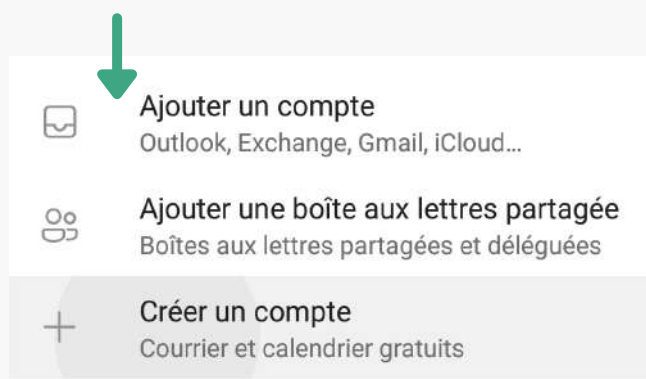 Ajouter un compte
Outlook, Exchange, Gmail, iCloud...
Ajouter une boîte aux lettres partagée
Boîtes aux lettres partagées et déléguées
Créer un compte
Courrier et calendrier gratuits